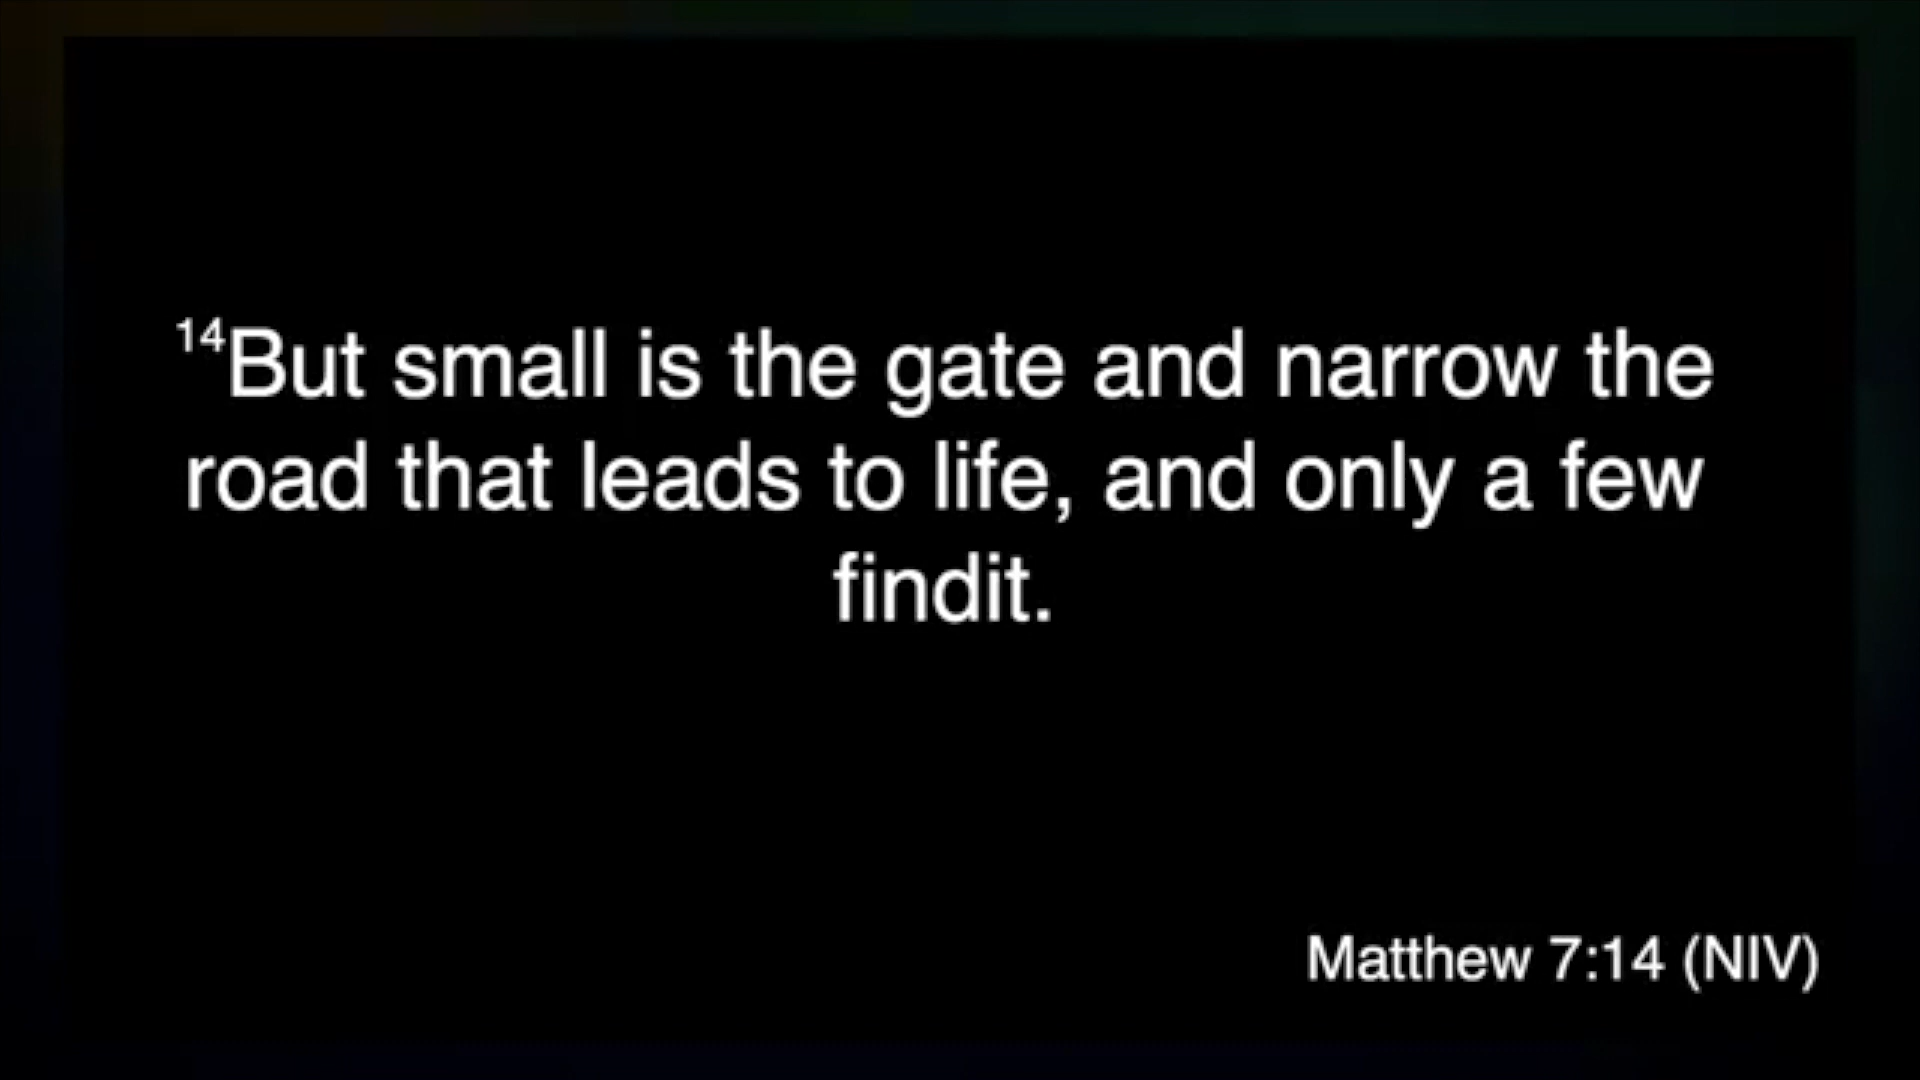 14But small is the gate and narrow the
road that leads to life, and only a few
findit.
Matthew 7:14 (NIV)